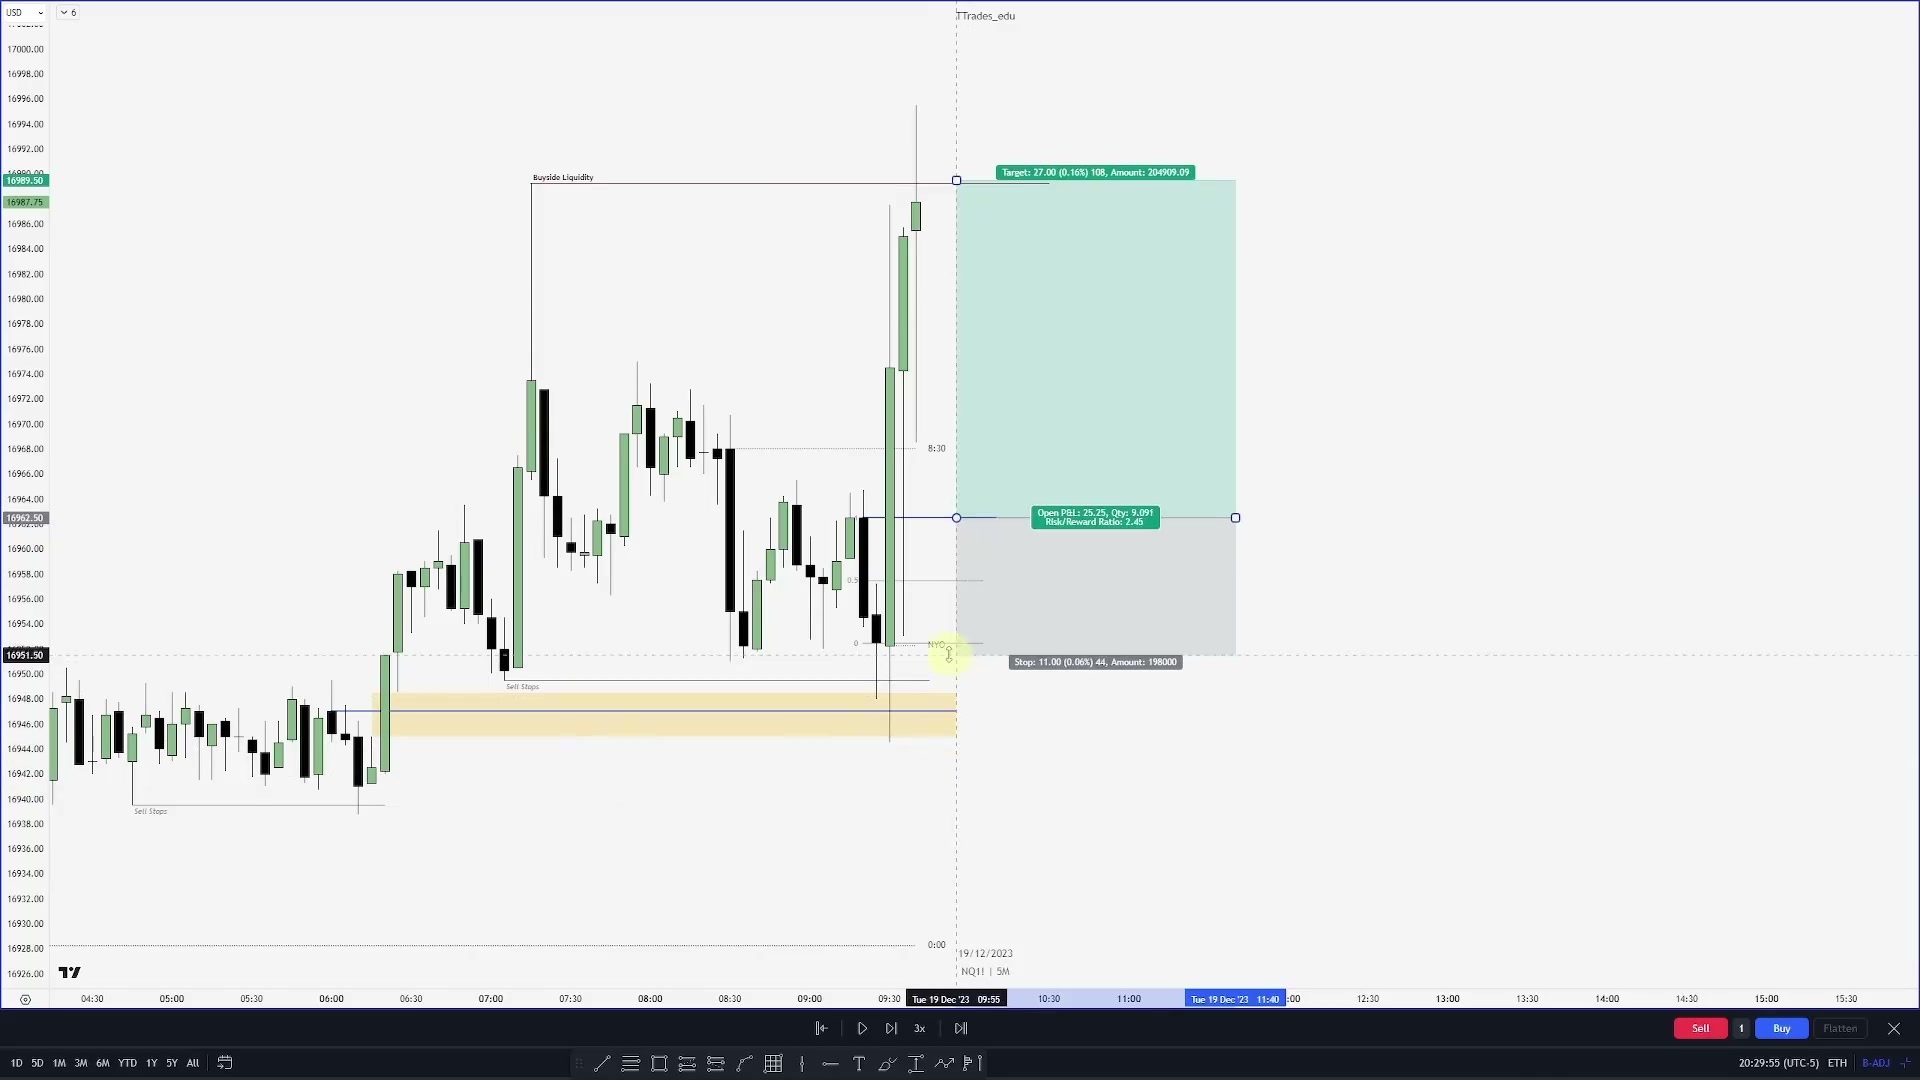 USD
6
TTrades_edu
17000.00
16998.00
16996.00
16994.00
16992.00
16989.50
16987.75
16986.00
16984.00
16982.00
16980.00
16978.00
16976.00
16974.00
16972.00
16970.00
16968.00
16966.00
16964.00
16962.50
16960.00
16958.00
16956.00
16954.00
16951.50
16950.00
16948.00
16946.00
16944.00
16942.00
16940.00
16938.00
16936.00
16934.00
16932.00
16930.00
16928.00
16926.00
Buyside Liquidity
Target: 27.00 (0.16%) 108, Amount: 204909.09
8:30
Open P&L: 25.25, Qty: 9.091
Risk/Reward Ratio: 2.45
0.5
0
NYO
Stop: 11.00 (0.06%) 44, Amount: 198000
Sell Stops
Sell Stops
0:00
19/12/2023
NQ1! | 5M
04:30 05:00 05:30 06:00 06:30 07:00 07:30 08:00 08:30 09:00 09:30 Tue 19 Dec '23 09:55 10:30 11:00 Tue 19 Dec '23 11:40 :00 12:30 13:00 13:30 14:00 14:30 15:00 15:30
3x
Sell 1 Buy Flatten
1D 5D 1M 3M 6M YTD 1Y 5Y All
20:29:55 (UTC-5) ETH B-ADJ